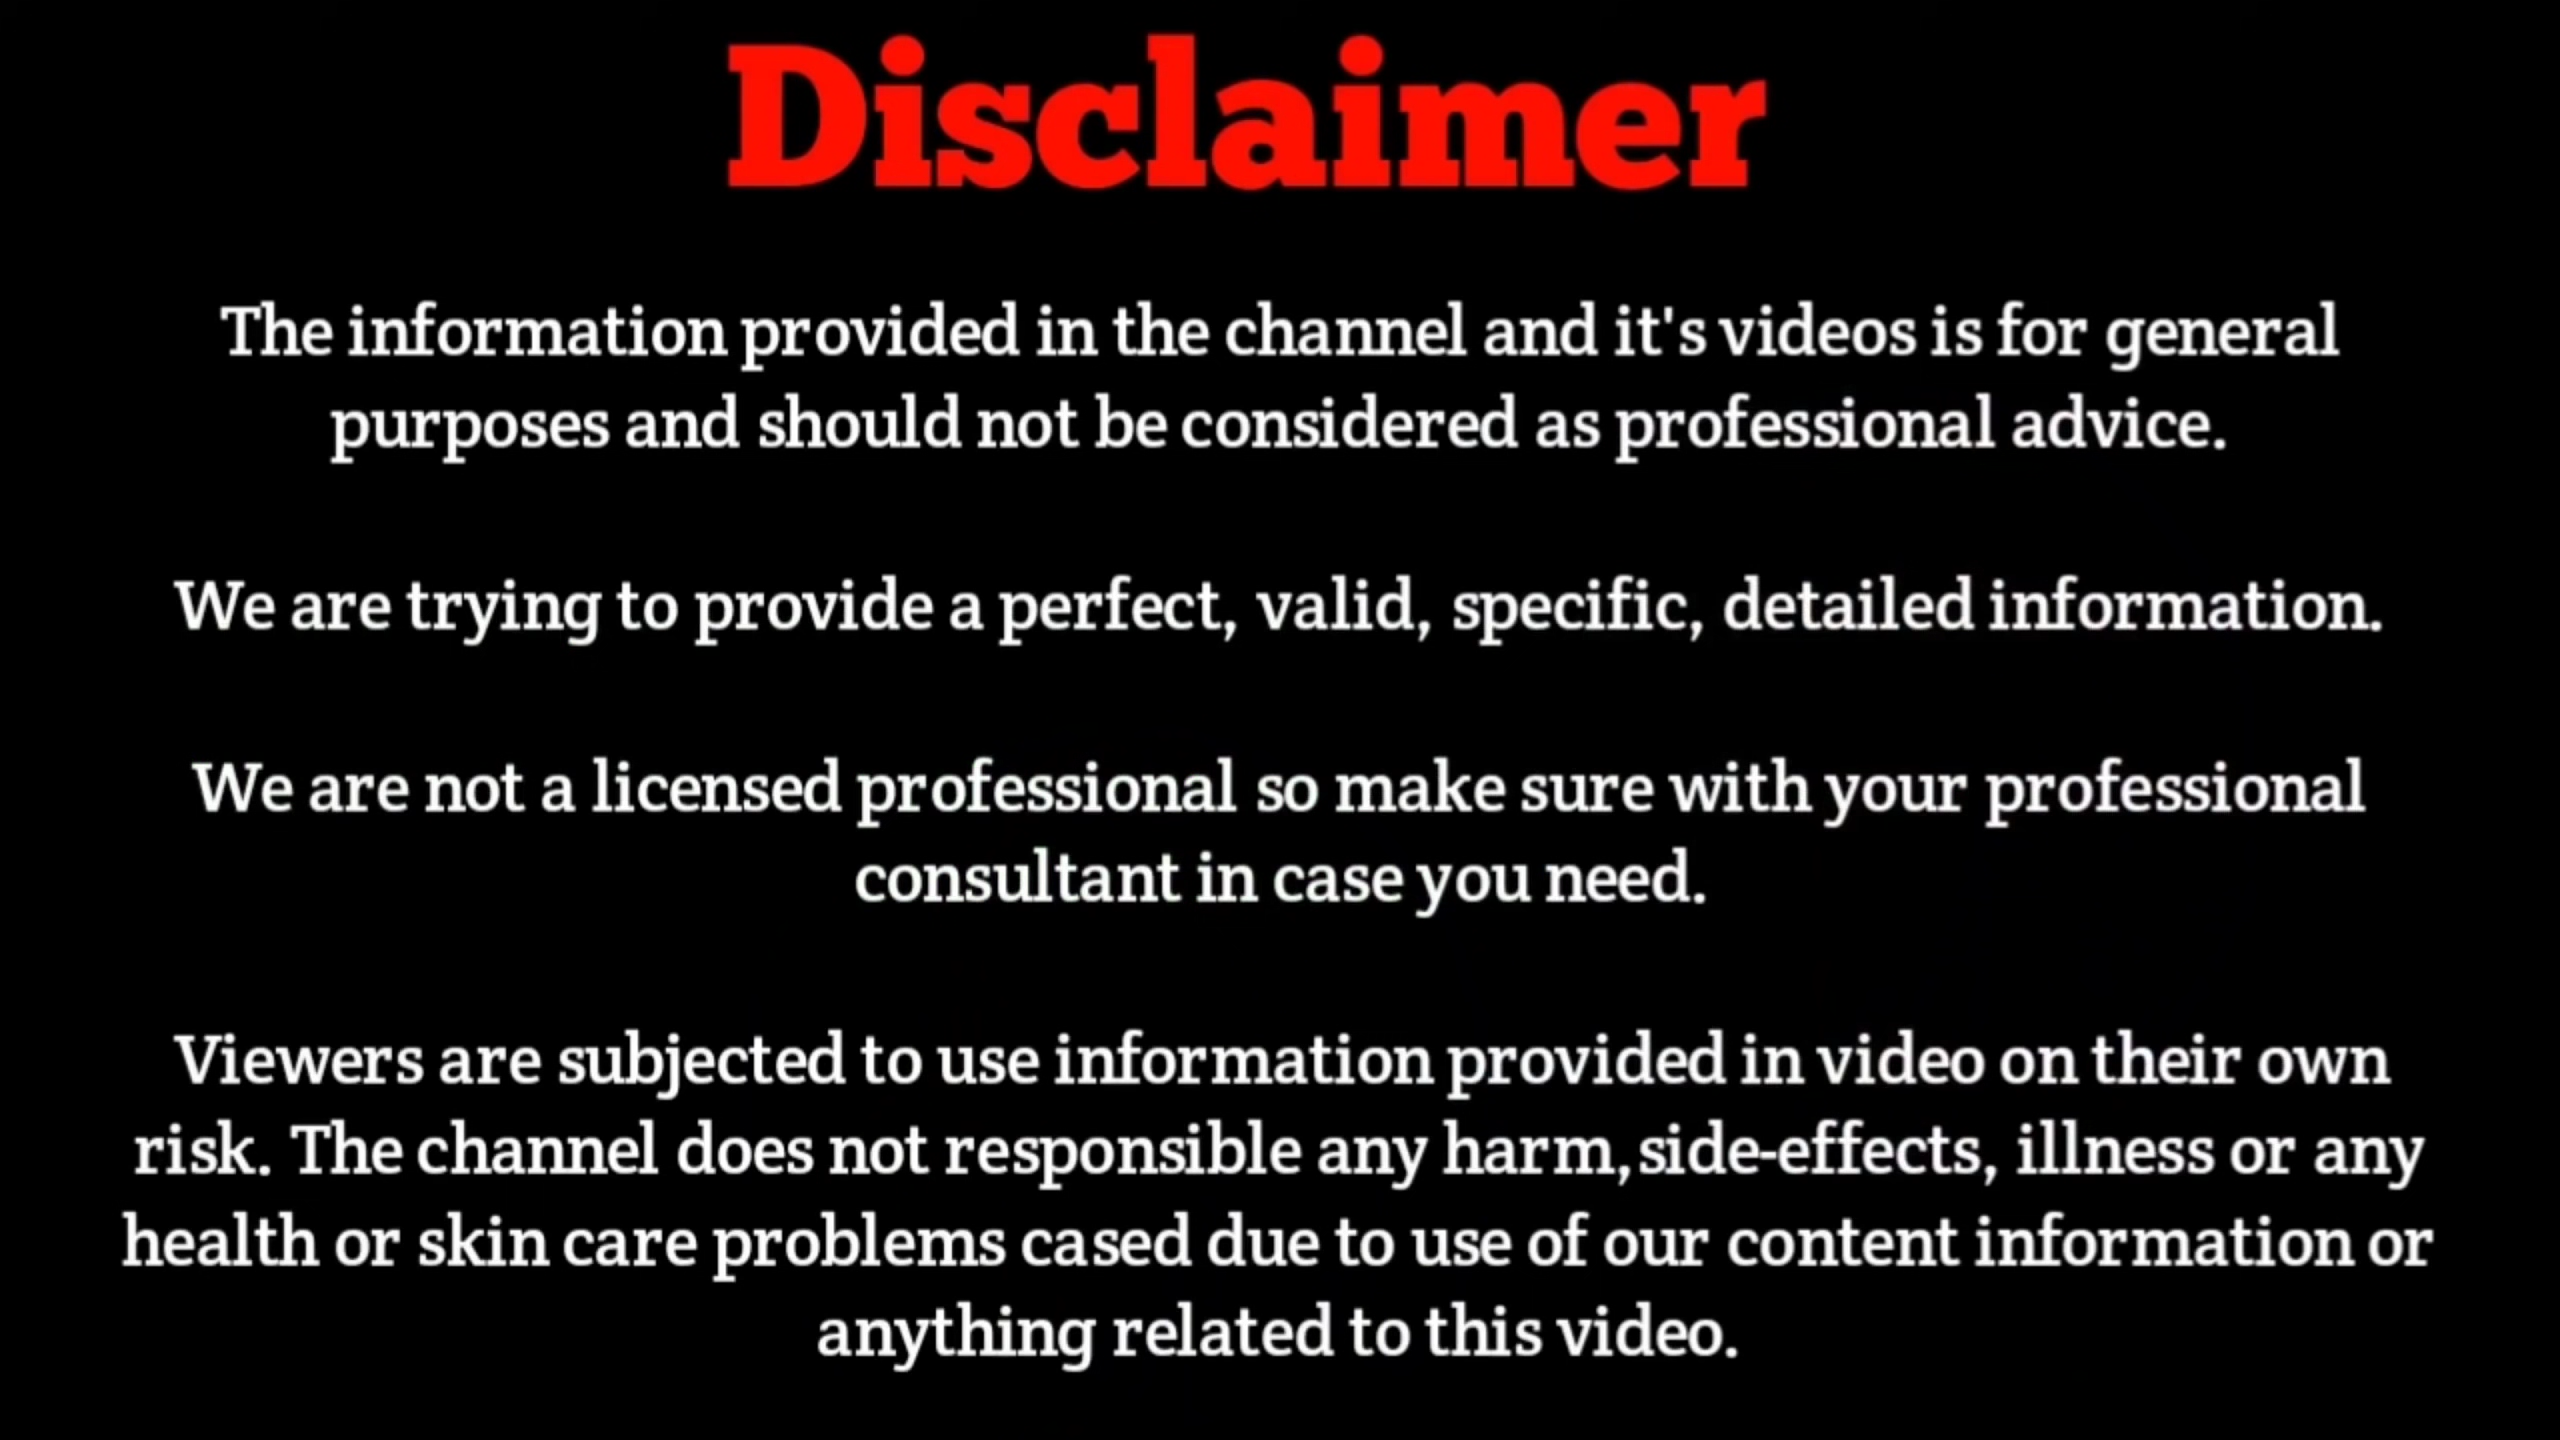 Disclaimer
The information provided in the channel and it's videos is for general
purposes and should not be considered as professional advice.
We are trying to provide a perfect, valid, specific, detailed information.
We are not a licensed professional so make sure with your professional
consultant in case you need.
Viewers are subjected to use information provided in video on their own
risk. The channel does not responsible any harm,side-effects, illness or any
health or skin care problems cased due to use of our content information or
anything related to this video.